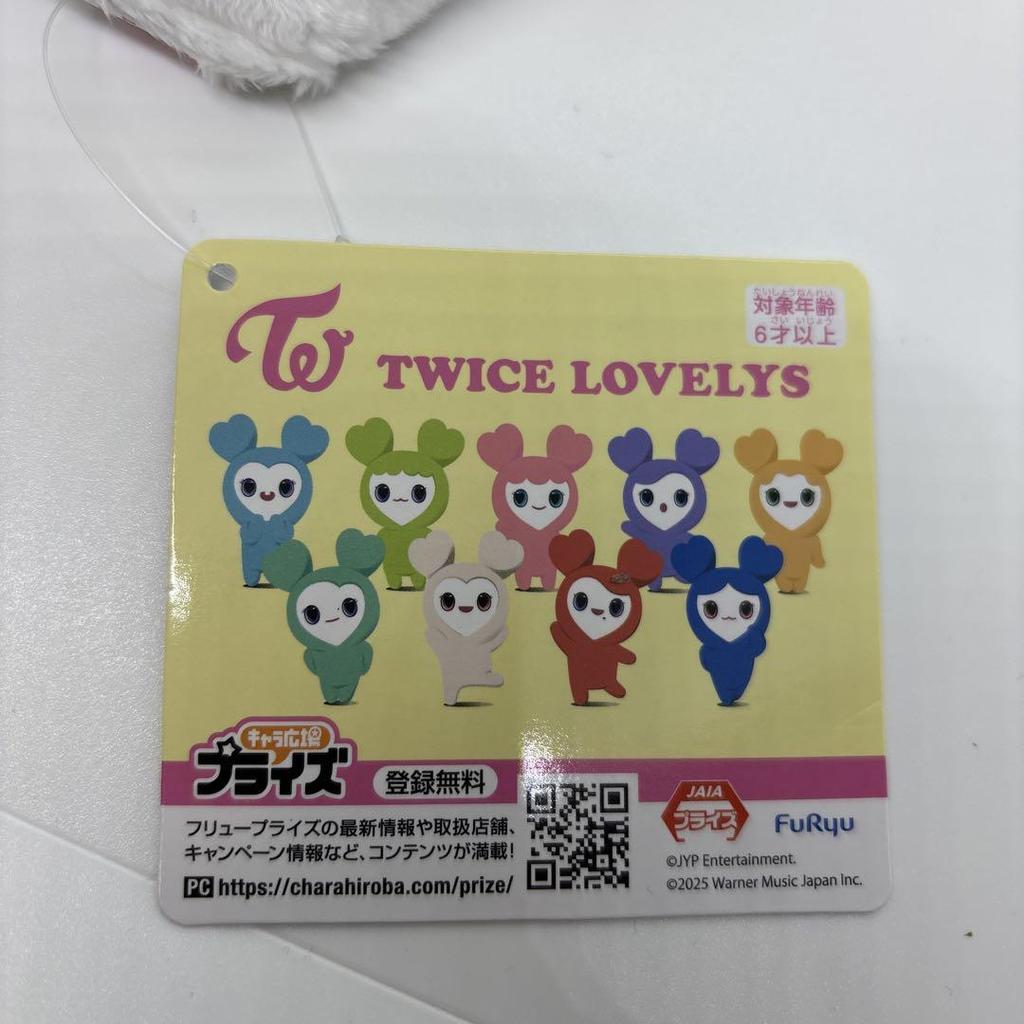 たいしょうねんれい
対象年齢
さい いじょう
6才以上
TW
TWICE LOVELYS
キャラ広場
プライズ
登録無料
フリュープライズの最新情報や取扱店舗、
キャンペーン情報など、コンテンツが満載!
PC https://charahiroba.com/prize/
JAIA
プライズ
FuRyu
©JYP Entertainment.
©2025 Warner Music Japan Inc.